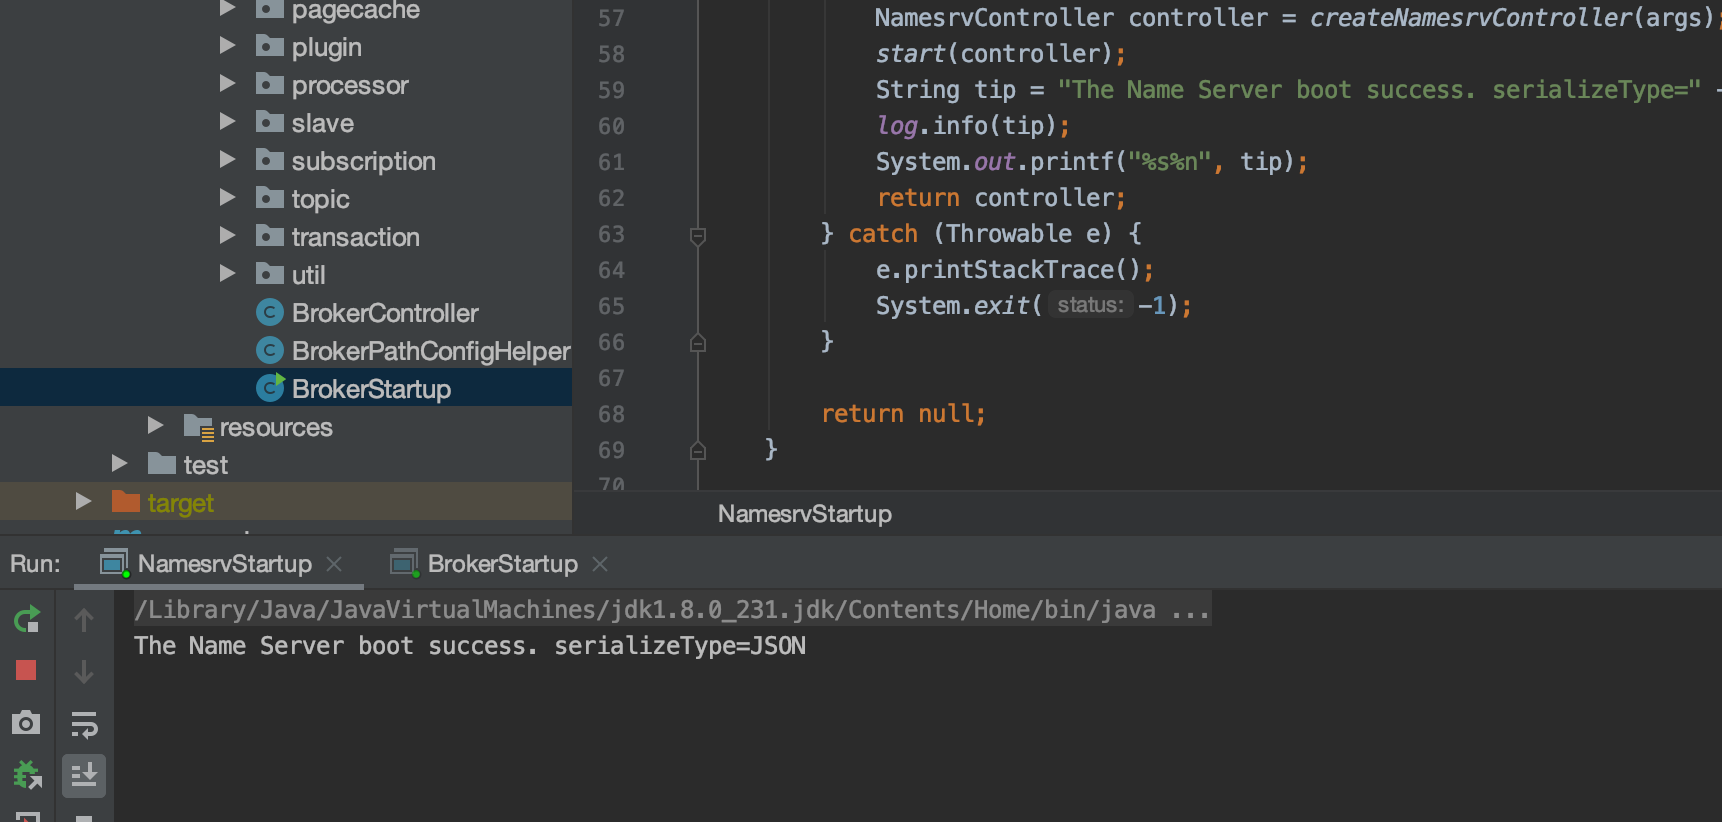 pagecache
plugin
processor
slave
subscription
topic
transaction
util
BrokerController
BrokerPathConfigHelper
BrokerStartup
resources
test
target
57 NamesrvController controller = createNamesrvController(args);
58 start(controller);
59 String tip = "The Name Server boot success. serializeType="
60 log.info(tip);
61 System.out.printf("%s%n", tip);
62 return controller;
63 } catch (Throwable e) {
64 e.printStackTrace();
65 System.exit( status: -1);
66 }
67
68 return null;
69 }
70
NamesrvStartup
Run: NamesrvStartup BrokerStartup
/Library/Java/JavaVirtualMachines/jdk1.8.0_231.jdk/Contents/Home/bin/java ...
The Name Server boot success. serializeType=JSON